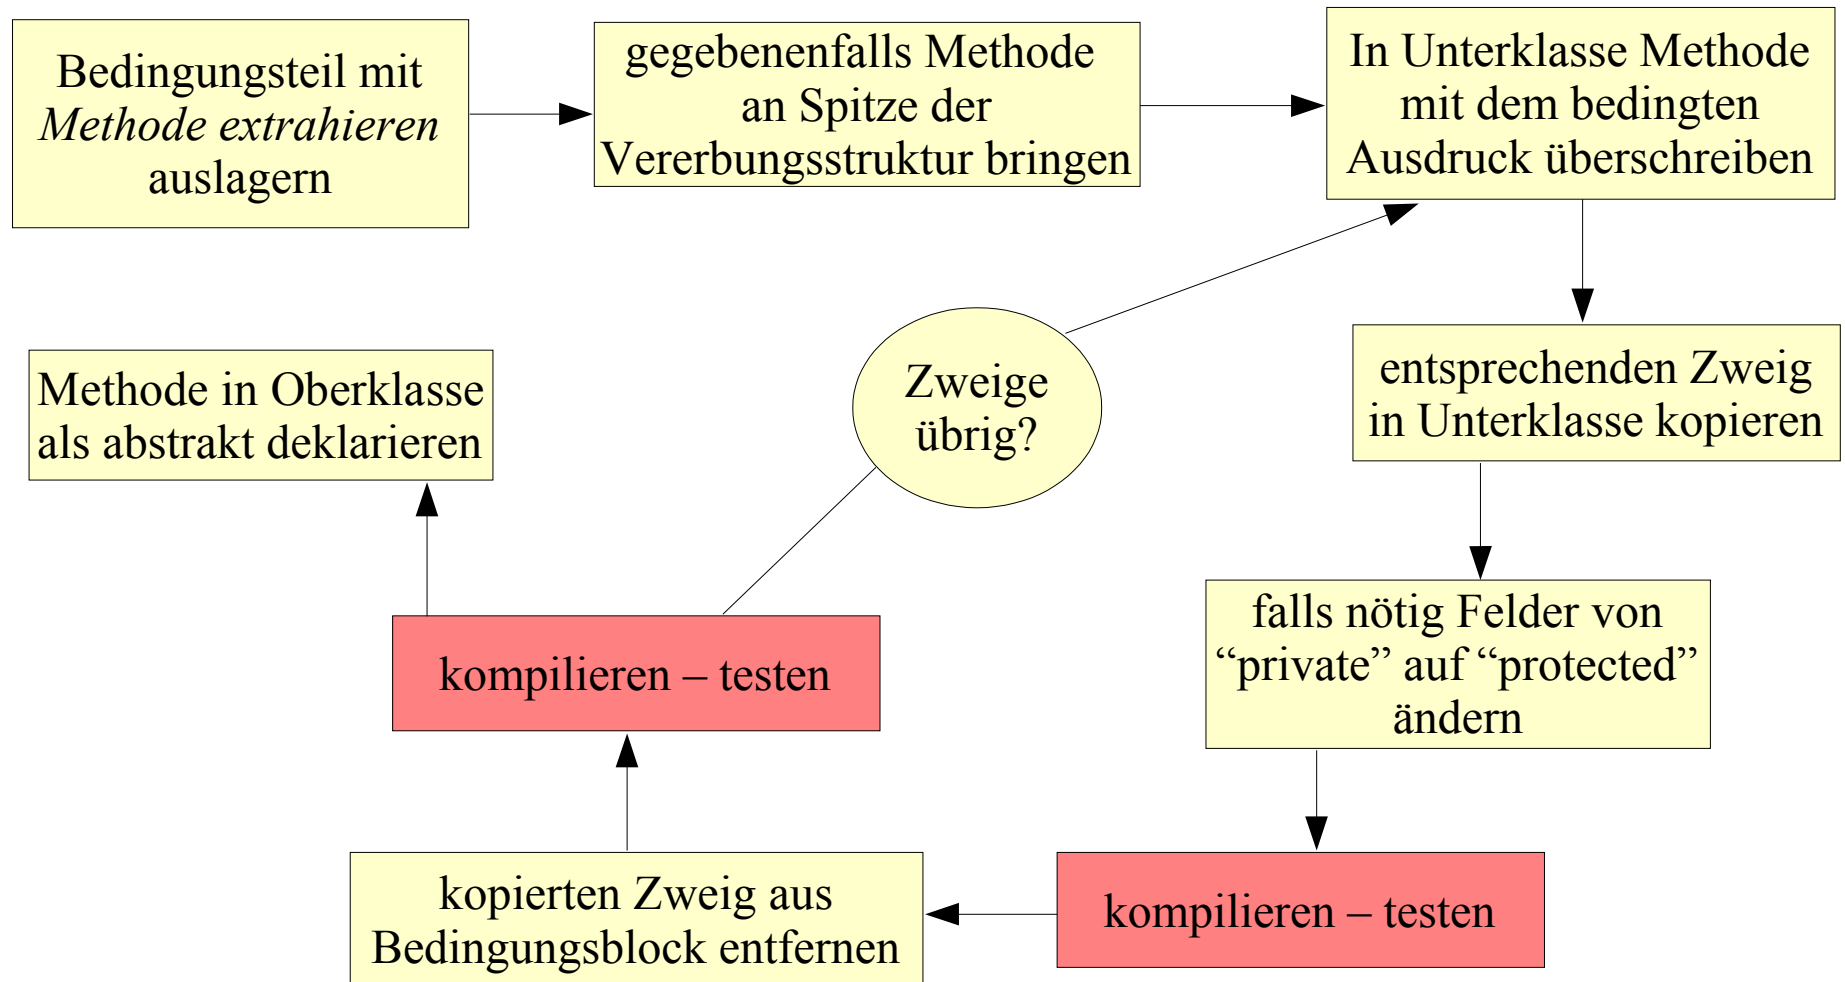 Bedingungsteil mit
Methode extrahieren
auslagern
gegebenenfalls Methode
an Spitze der
Vererbungsstruktur bringen
In Unterklasse Methode
mit dem bedingten
Ausdruck überschreiben
entsprechenden Zweig
in Unterklasse kopieren
falls nötig Felder von
“private” auf “protected”
ändern
kompilieren – testen
kopierten Zweig aus
Bedingungsblock entfernen
kompilieren – testen
Zweige
übrig?
Methode in Oberklasse
als abstrakt deklarieren